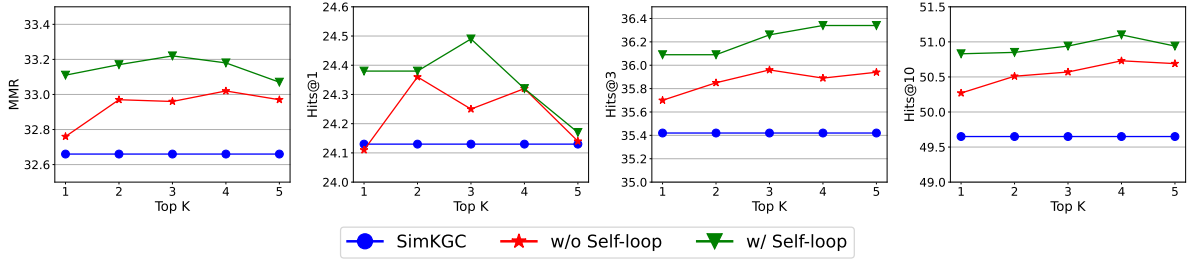 33.4
33.2
33.0
32.8
32.6
MMR
1 2 3 4 5
Top K
24.6
24.5
24.4
24.3
24.2
24.1
24.0
Hits@1
1 2 3 4 5
Top K
36.4
36.2
36.0
35.8
35.6
35.4
35.2
35.0
Hits@3
1 2 3 4 5
Top K
51.5
51.0
50.5
50.0
49.5
49.0
Hits@10
1 2 3 4 5
Top K
SimKGC w/o Self-loop w/ Self-loop